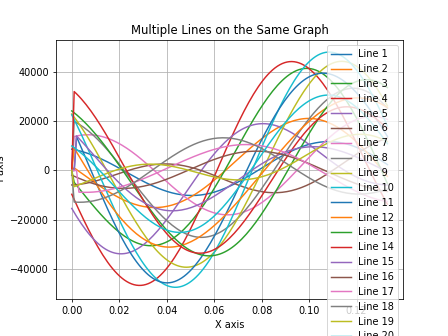 Multiple Lines on the Same Graph
40000
20000
0
−20000
−40000
0.00
0.02
0.04
0.06
0.08
0.10
X axis
axis
Line 1
Line 2
Line 3
Line 4
Line 5
Line 6
Line 7
Line 8
Line 9
Line 10
Line 11
Line 12
Line 13
Line 14
Line 15
Line 16
Line 17
Line 18
Line 19
Line 20